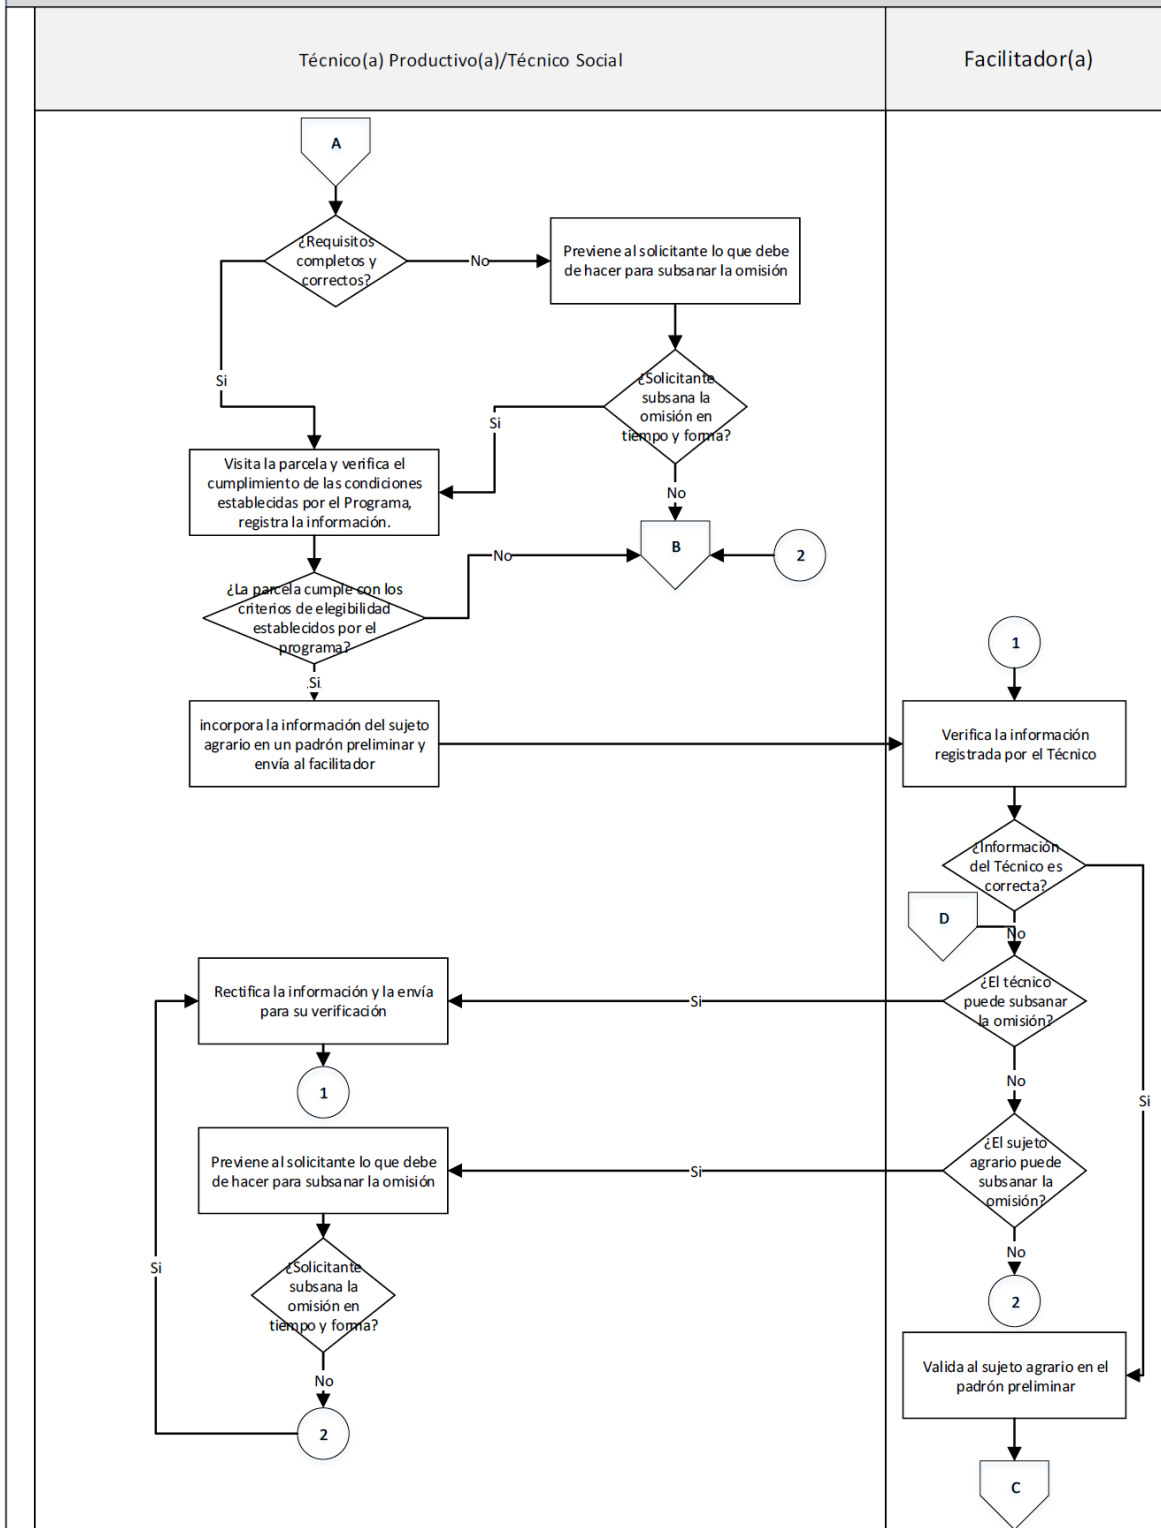 Técnico(a) Productivo(a)/Técnico Social
Facilitador(a)
A
¿Requisitos
completos y
correctos?
No
Previene al solicitante lo que debe
de hacer para subsanar la omisión
Si
¿Solicitante
subsana la
omisión en
tiempo y forma?
Si
No
Visita la parcela y verifica el
cumplimiento de las condiciones
establecidas por el Programa,
registra la información.
B
2
No
¿La parcela cumple con los
criterios de elegibilidad
establecidos por el
programa?
Si
1
incorpora la información del sujeto
agrario en un padrón preliminar y
envía al facilitador
Verifica la información
registrada por el Técnico
¿Información
del Técnico es
correcta?
D
No
Rectifica la información y la envía
para su verificación
Si
¿El técnico
puede subsanar
la omisión?
1
No
Si
Previene al solicitante lo que debe
de hacer para subsanar la omisión
Si
¿El sujeto
agrario puede
subsanar la
omisión?
Si
¿Solicitante
subsana la
omisión en
tiempo y forma?
No
2
No
2
Valida al sujeto agrario en el
padrón preliminar
C